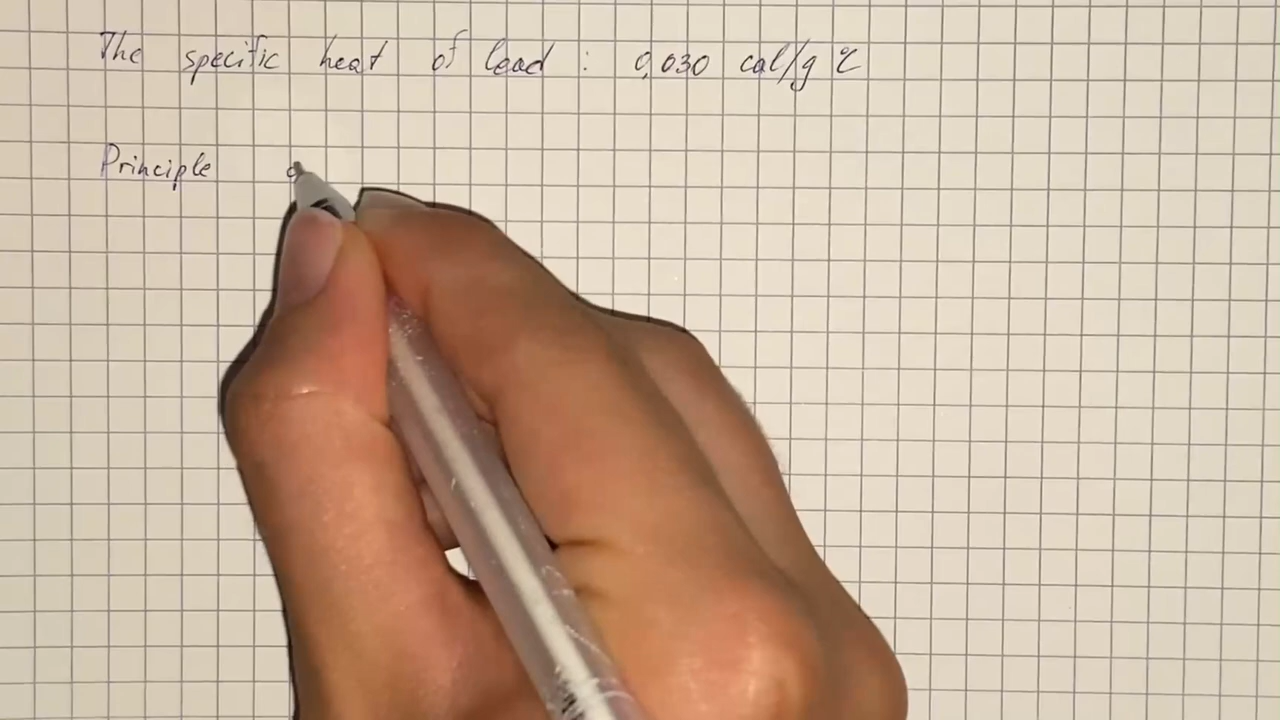 The specific heat of lead : 0,030 cal/g °C
Principle